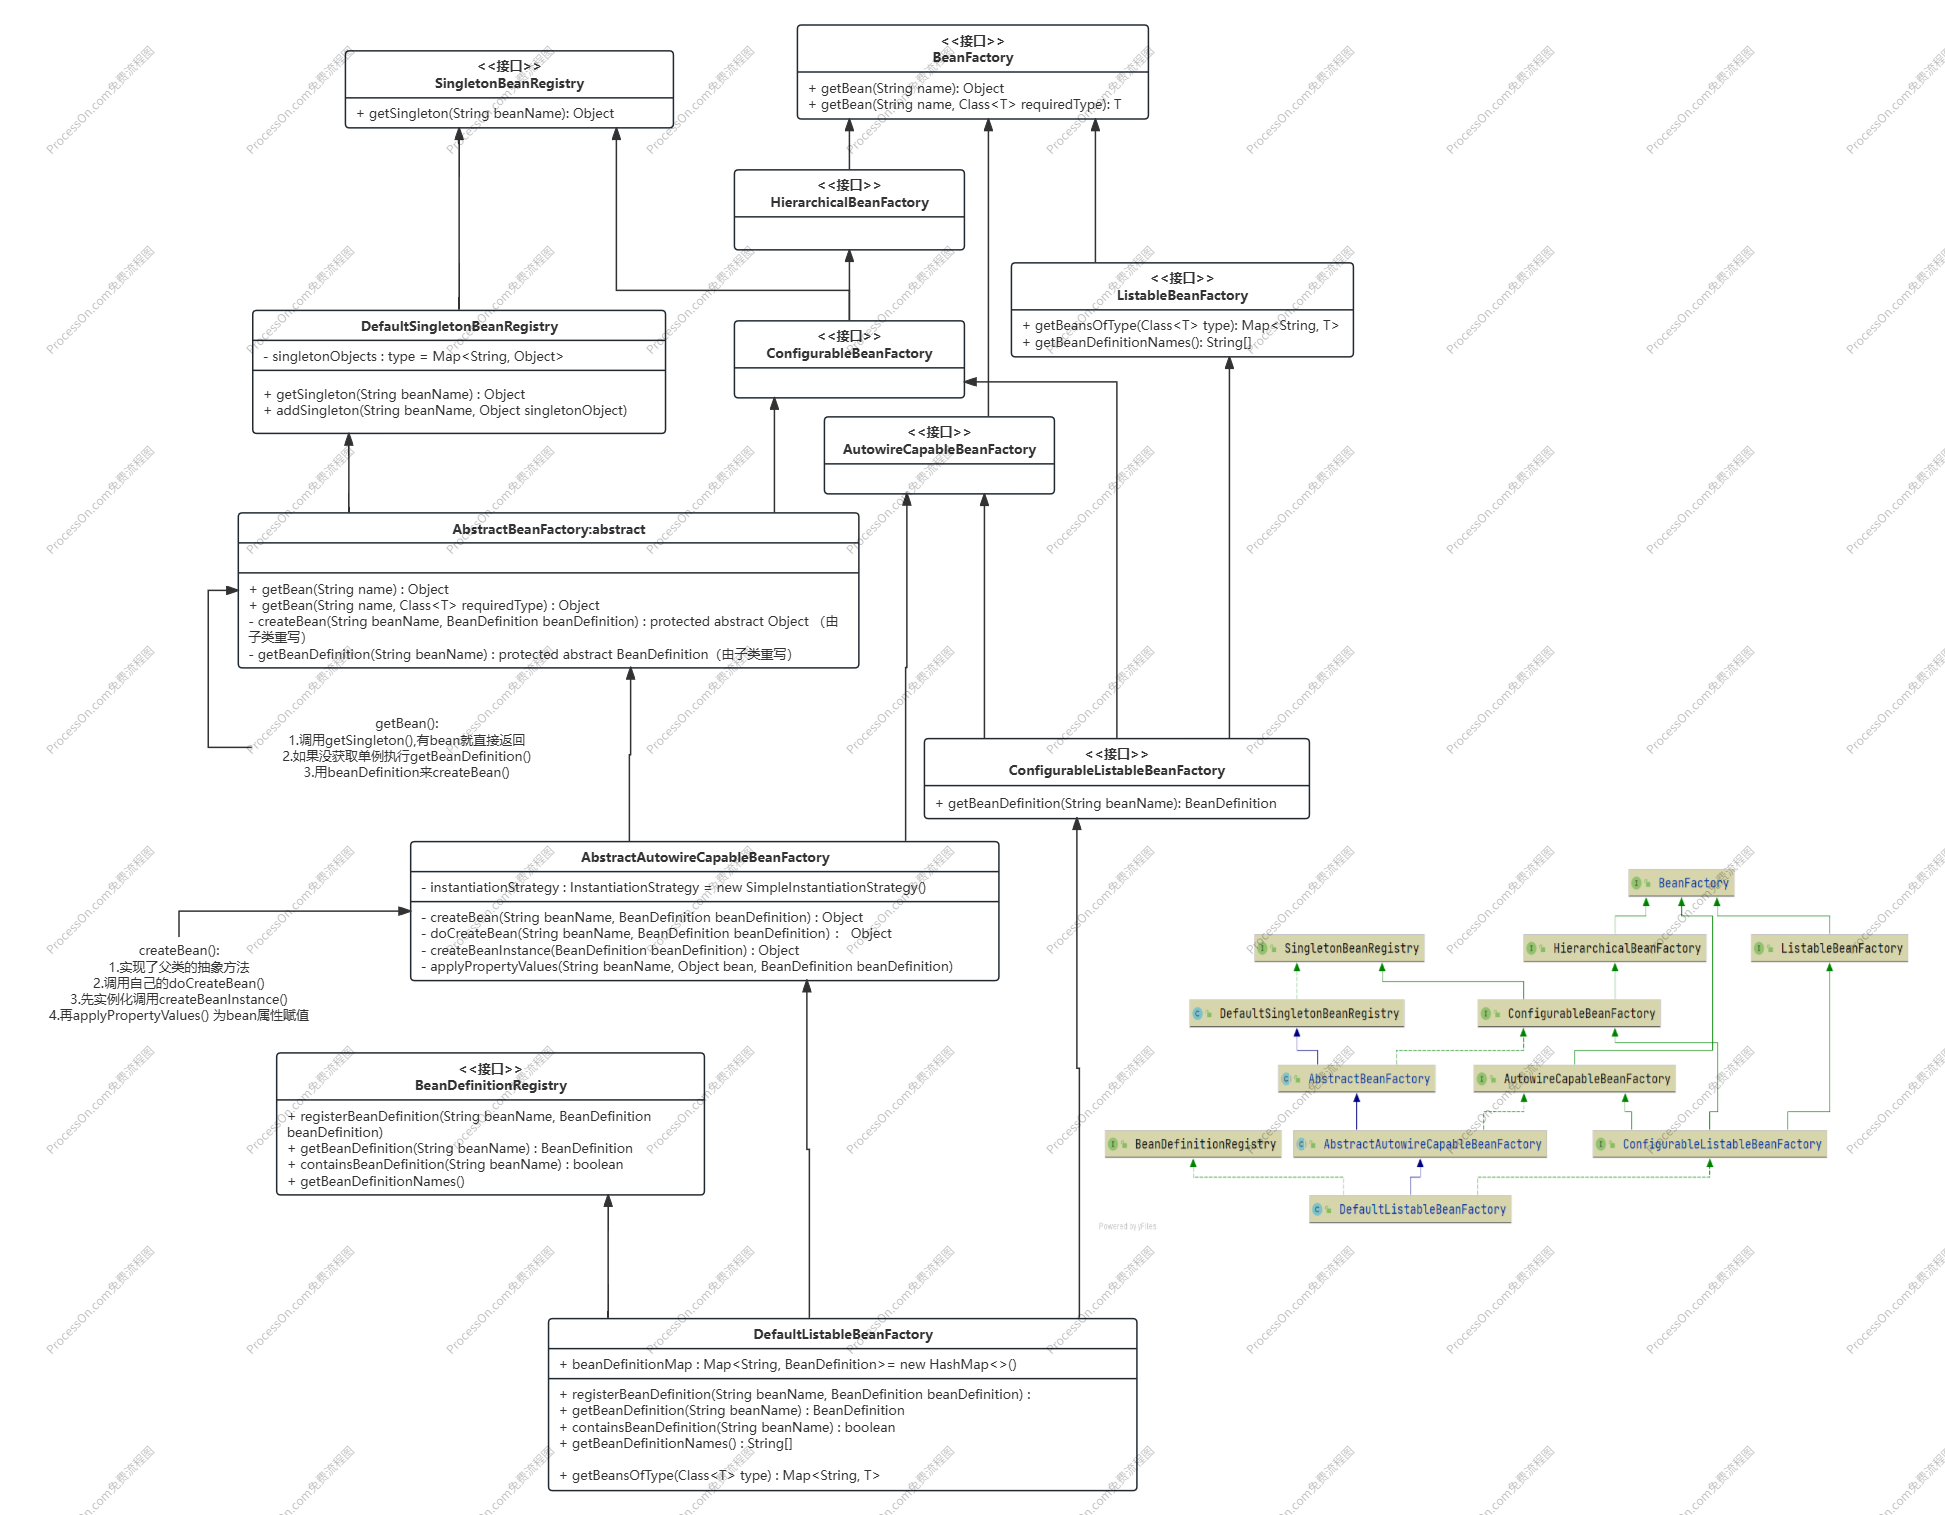 <<接口>>
SingletonBeanRegistry
+ getSingleton(String beanName): Object
<<接口>>
BeanFactory
+ getBean(String name): Object
+ getBean(String name, Class<T> requiredType): T
<<接口>>
HierarchicalBeanFactory
<<接口>>
ListableBeanFactory
+ getBeansOfType(Class<T> type): Map<String, T>
+ getBeanDefinitionNames(): String[]
DefaultSingletonBeanRegistry
- singletonObjects : type = Map<String, Object>
+ getSingleton(String beanName) : Object
+ addSingleton(String beanName, Object singletonObject)
<<接口>>
ConfigurableBeanFactory
<<接口>>
AutowireCapableBeanFactory
AbstractBeanFactory:abstract
+ getBean(String name) : Object
+ getBean(String name, Class<T> requiredType) : Object
- createBean(String beanName, BeanDefinition beanDefinition) : protected abstract Object （由
子类重写）
- getBeanDefinition(String beanName) : protected abstract BeanDefinition（由子类重写）
getBean():
1.调用getSingleton(),有bean就直接返回
2.如果没获取单例执行getBeanDefinition()
3.用beanDefinition来createBean()
<<接口>>
ConfigurableListableBeanFactory
+ getBeanDefinition(String beanName): BeanDefinition
AbstractAutowireCapableBeanFactory
- instantiationStrategy : InstantiationStrategy = new SimpleInstantiationStrategy()
- createBean(String beanName, BeanDefinition beanDefinition) : Object
- doCreateBean(String beanName, BeanDefinition beanDefinition) :   Object
- createBeanInstance(BeanDefinition beanDefinition) : Object
- applyPropertyValues(String beanName, Object bean, BeanDefinition beanDefinition)
createBean():
1.实现了父类的抽象方法
2.调用自己的doCreateBean()
3.先实例化调用createBeanInstance()
4.再applyPropertyValues() 为bean属性赋值
<<接口>>
BeanDefinitionRegistry
+ registerBeanDefinition(String beanName, BeanDefinition
beanDefinition)
+ getBeanDefinition(String beanName) : BeanDefinition
+ containsBeanDefinition(String beanName) : boolean
+ getBeanDefinitionNames()
DefaultListableBeanFactory
+ beanDefinitionMap : Map<String, BeanDefinition>= new HashMap<>()
+ registerBeanDefinition(String beanName, BeanDefinition beanDefinition) :
+ getBeanDefinition(String beanName) : BeanDefinition
+ containsBeanDefinition(String beanName) : boolean
+ getBeanDefinitionNames() : String[]
+ getBeansOfType(Class<T> type) : Map<String, T>
BeanFactory
SingletonBeanRegistry
HierarchicalBeanFactory
ListableBeanFactory
DefaultSingletonBeanRegistry
ConfigurableBeanFactory
AbstractBeanFactory
AutowireCapableBeanFactory
BeanDefinitionRegistry
AbstractAutowireCapableBeanFactory
ConfigurableListableBeanFactory
DefaultListableBeanFactory
Powered by yFiles
ProcessOn.com免费流程图